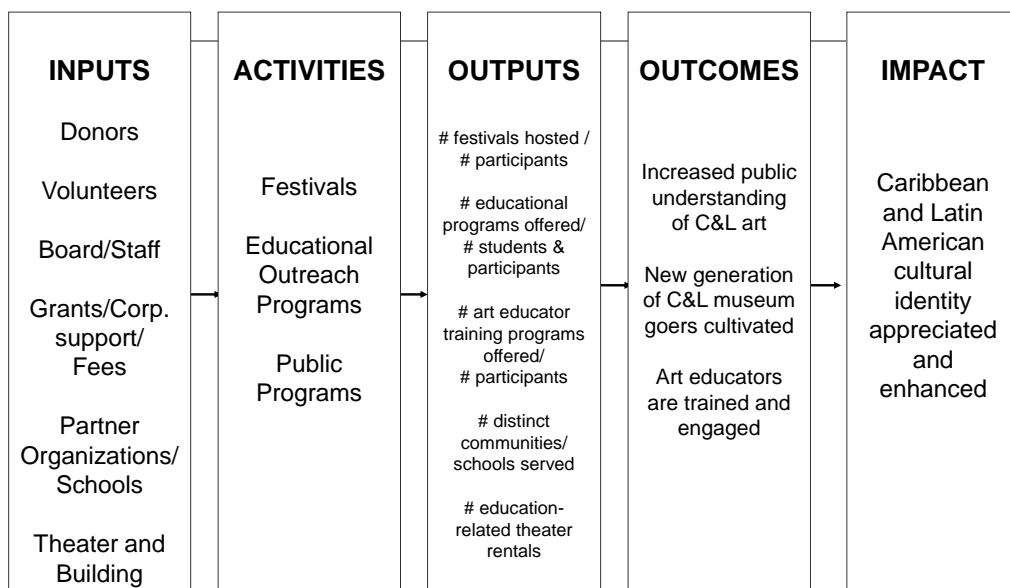 INPUTS
Donors
Volunteers
Board/Staff
Grants/Corp.
support/
Fees
Partner
Organizations/
Schools
Theater and
Building
ACTIVITIES
Festivals
Educational
Outreach
Programs
Public
Programs
OUTPUTS
# festivals hosted /
# participants
# educational
programs offered/
# students &
participants
# art educator
training programs
offered/
# participants
# distinct
communities/
schools served
# education-
related theater
rentals
OUTCOMES
Increased public
understanding
of C&L art
New generation
of C&L museum
goers cultivated
Art educators
are trained and
engaged
IMPACT
Caribbean
and Latin
American
cultural
identity
appreciated
and
enhanced